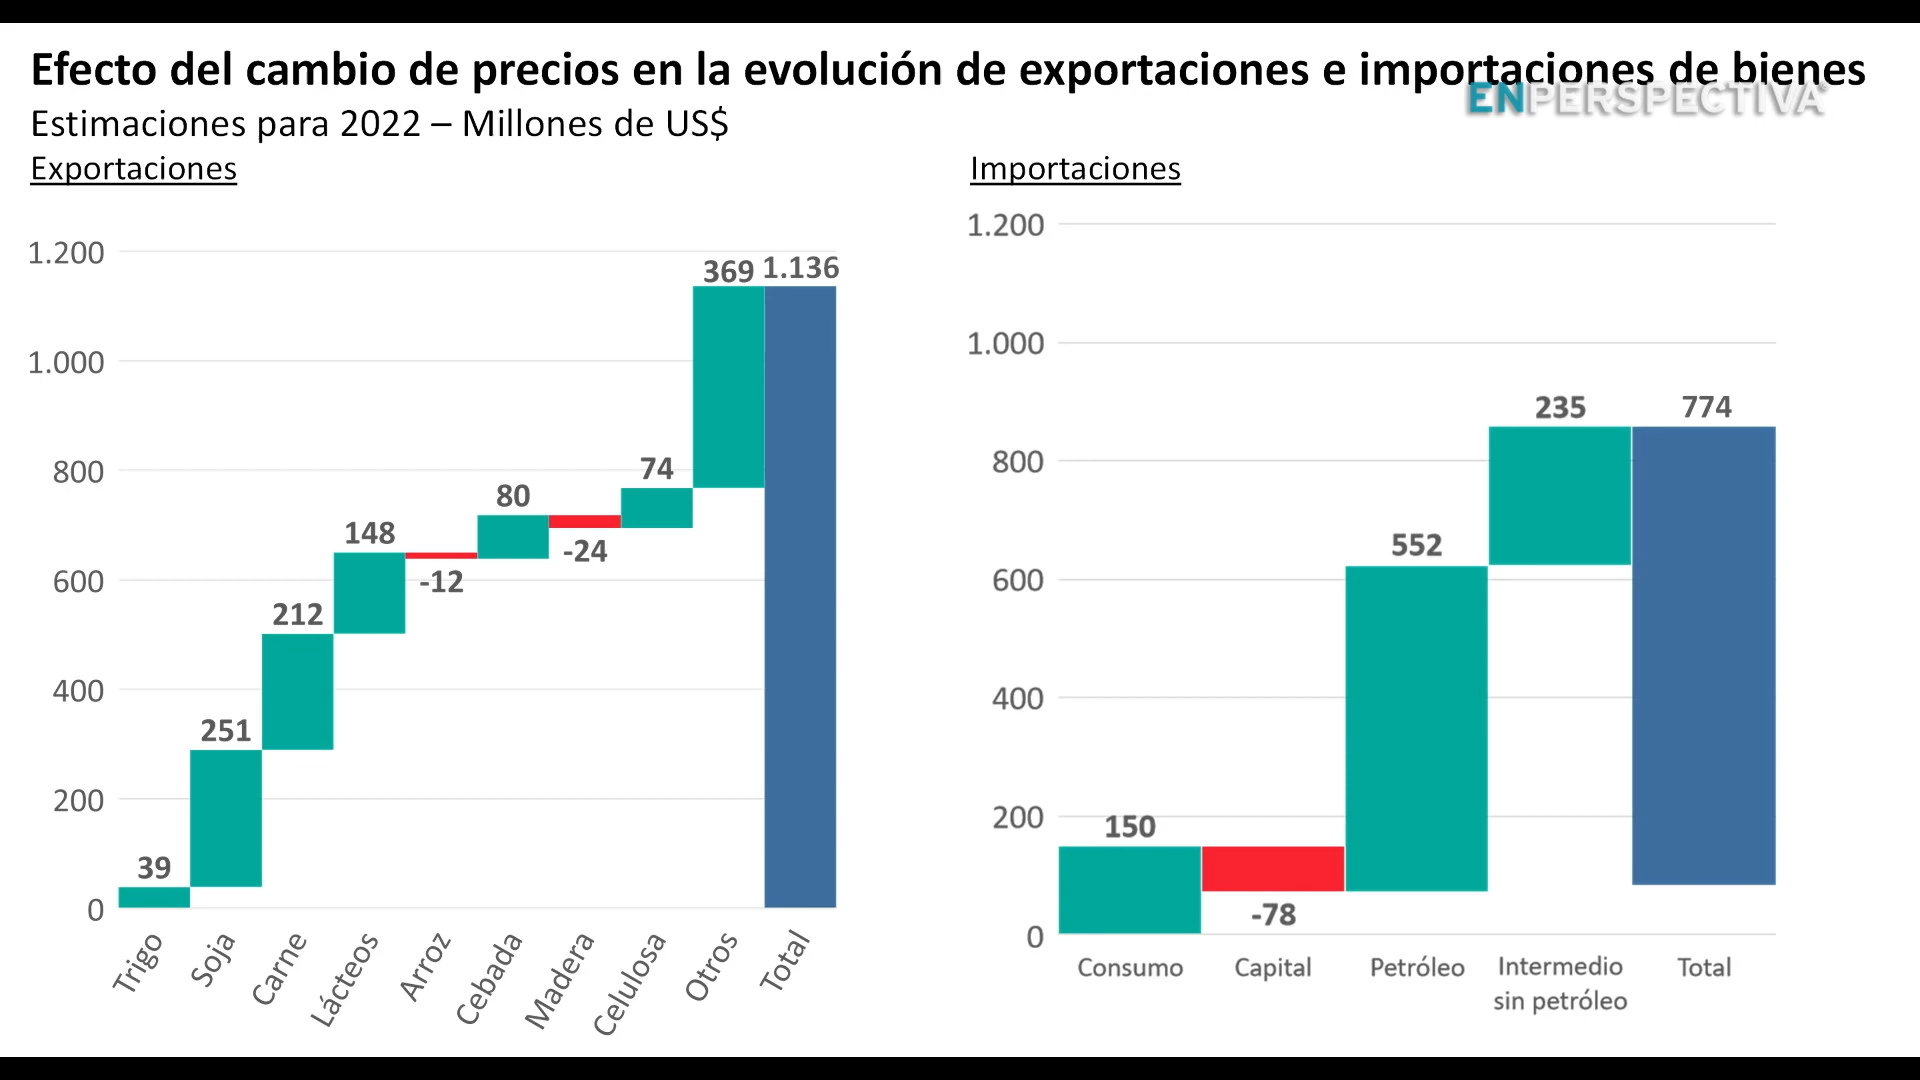 Efecto del cambio de precios en la evolución de exportaciones e importaciones de bienes
ENPERSPECTIVA
Estimaciones para 2022 – Millones de US$
Exportaciones
1.200
1.000
800
600
400
200
0
39
251
212
148
-12
80
-24
74
369
1.136
Trigo
Soja
Carne
Lácteos
Arroz
Cebada
Madera
Celulosa
Otros
Total
Importaciones
1.200
1.000
800
600
400
200
0
150
-78
552
235
774
Consumo
Capital
Petróleo
Intermedio
sin petróleo
Total